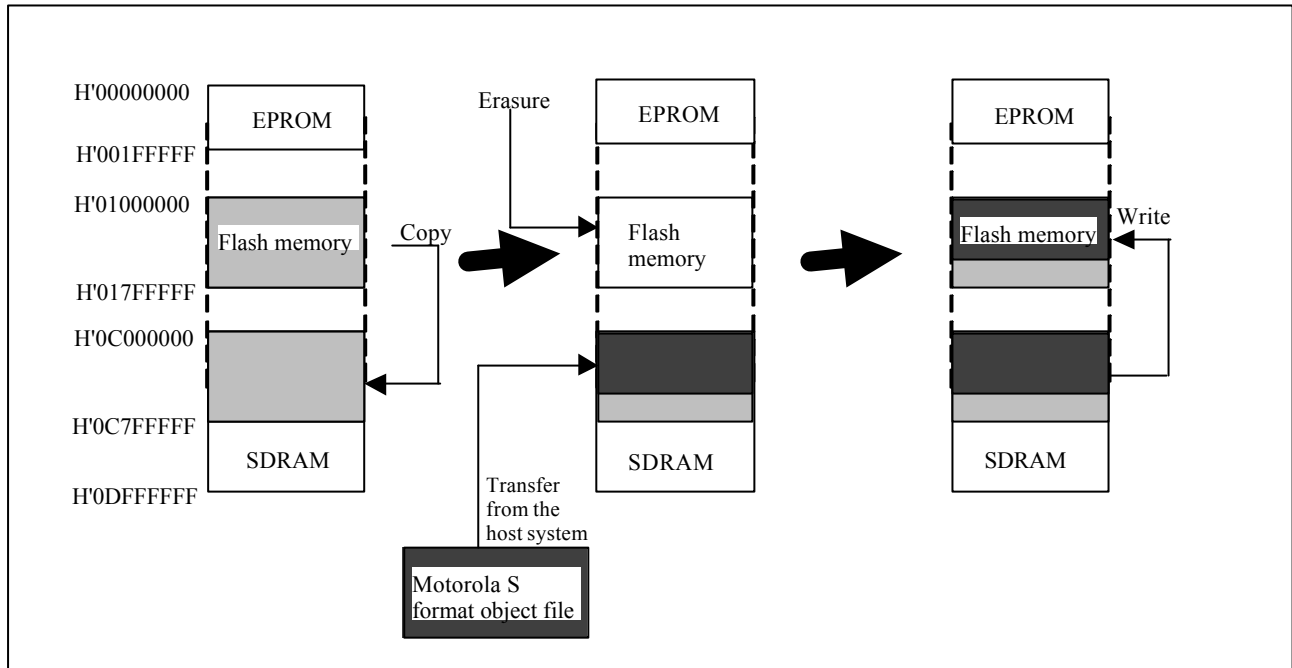 H'00000000
EPROM
H'001FFFFF
H'01000000
Flash memory
Copy
H'017FFFFF
H'0C000000
H'0C7FFFFF
SDRAM
H'0DFFFFFF
Erasure
EPROM
Flash
memory
SDRAM
Transfer
from the
host system
Motorola S
format object file
EPROM
Flash memory
Write
SDRAM